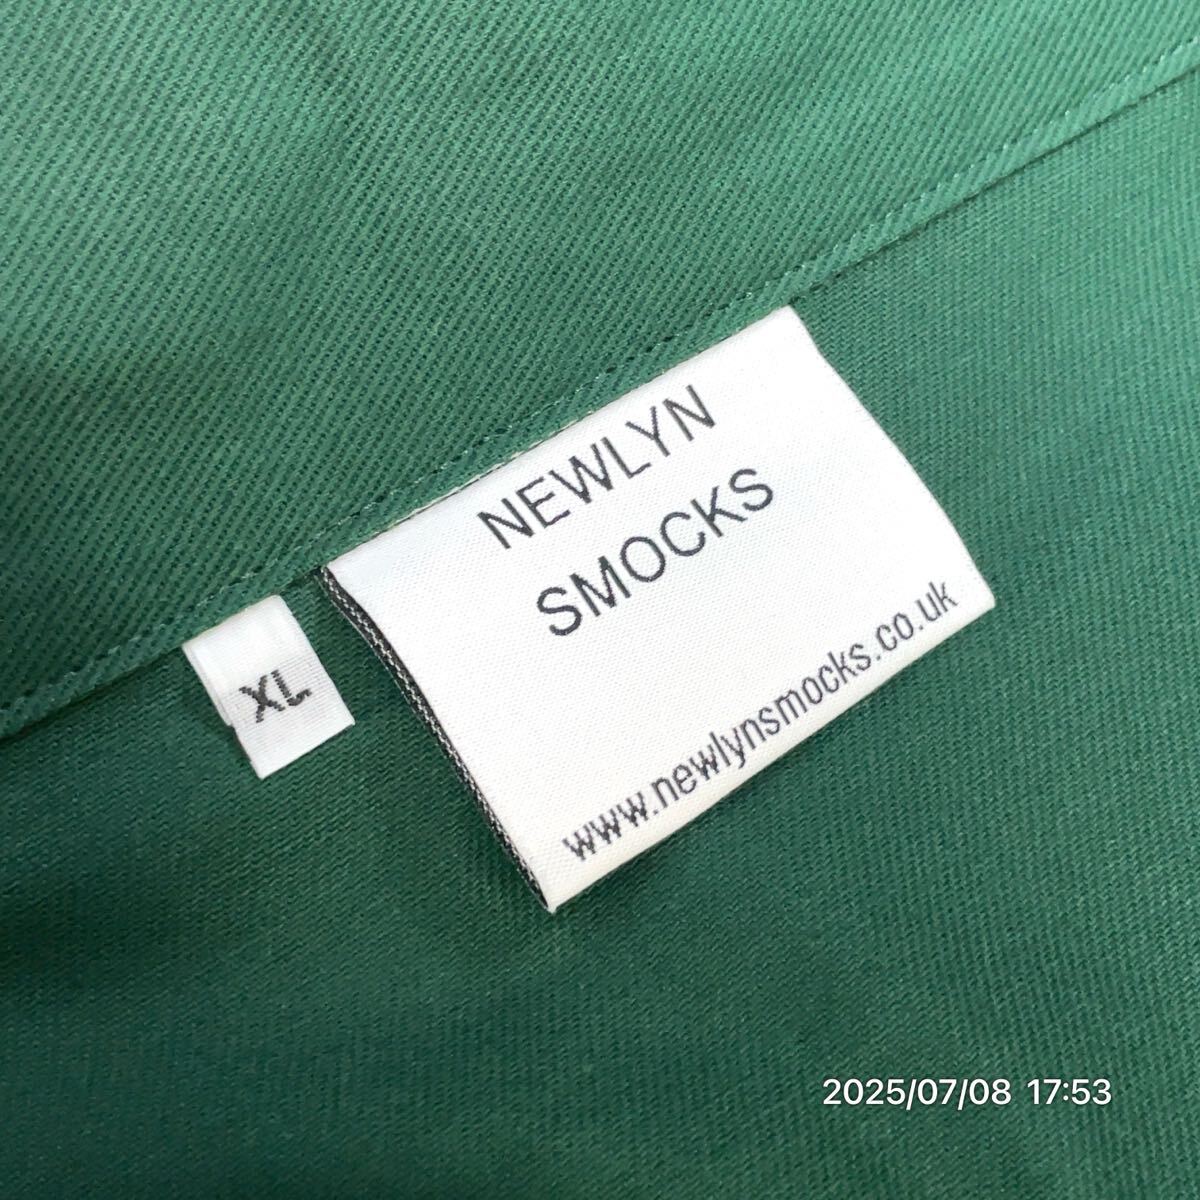 NEWLYN
SMOCKS
www.newlynsmocks.co.uk
XL
2025/07/08 17:53